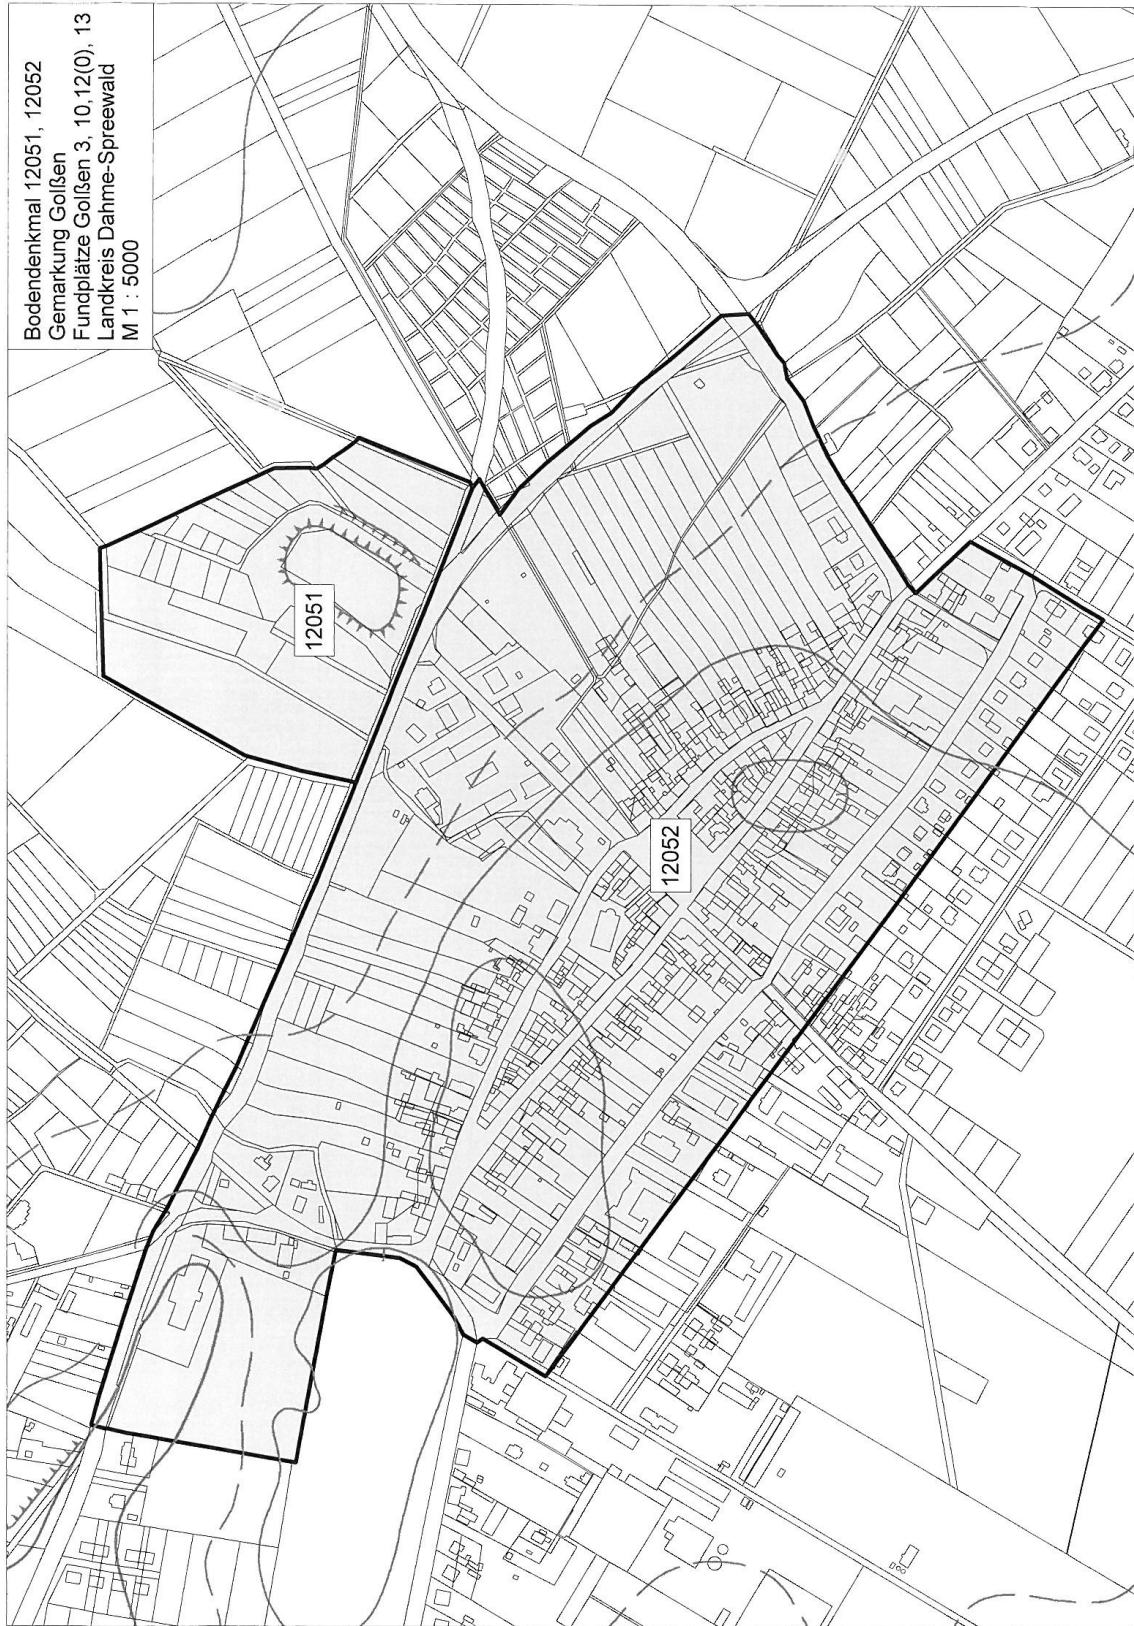 Bodendenkmal 12051, 12052
Gemarkung Golßen
Fundplätze Golßen 3, 10,12(0), 13
Landkreis Dahme-Spreewald
M 1 : 5000
12051
12052